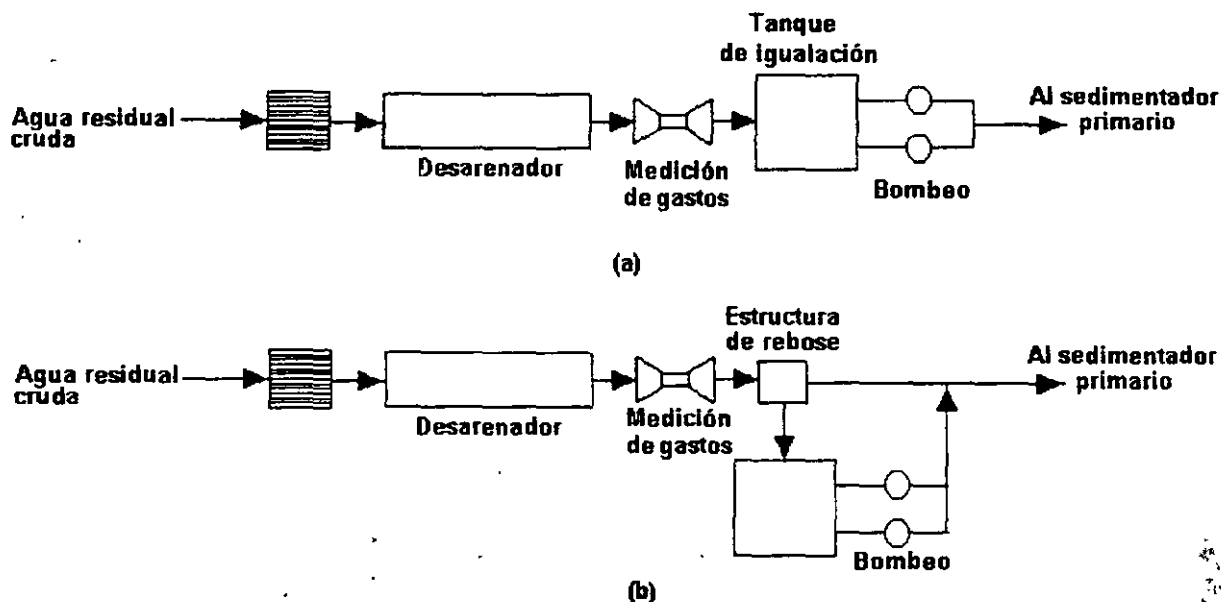 Tanque
de igualación
Agua residual
cruda
Al sedimentador
primario
Desarenador
Medición
de gastos
Bombeo
(a)
Estructura
de rebose
Agua residual
cruda
Al sedimentador
primario
Desarenador
Medición
de gastos
Bombeo
(b)